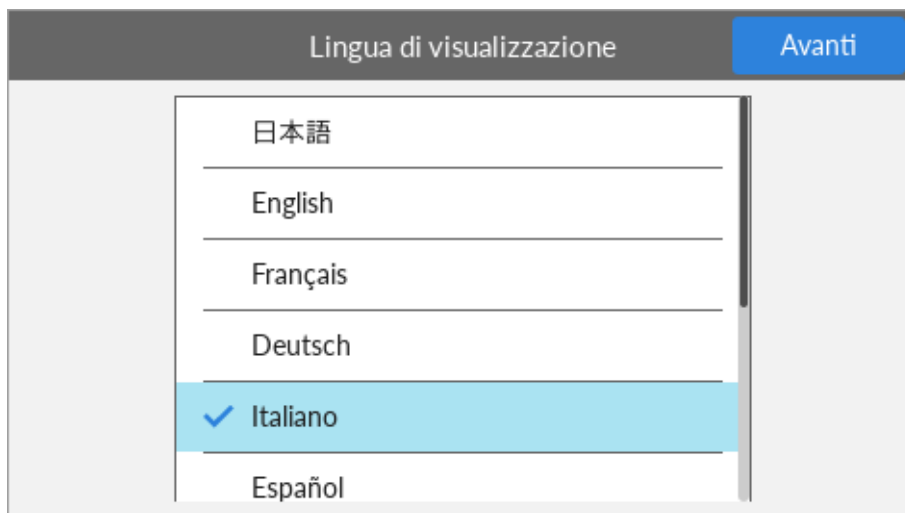 Lingua di visualizzazione
Avanti
日本語
English
Français
Deutsch
Italiano
Español